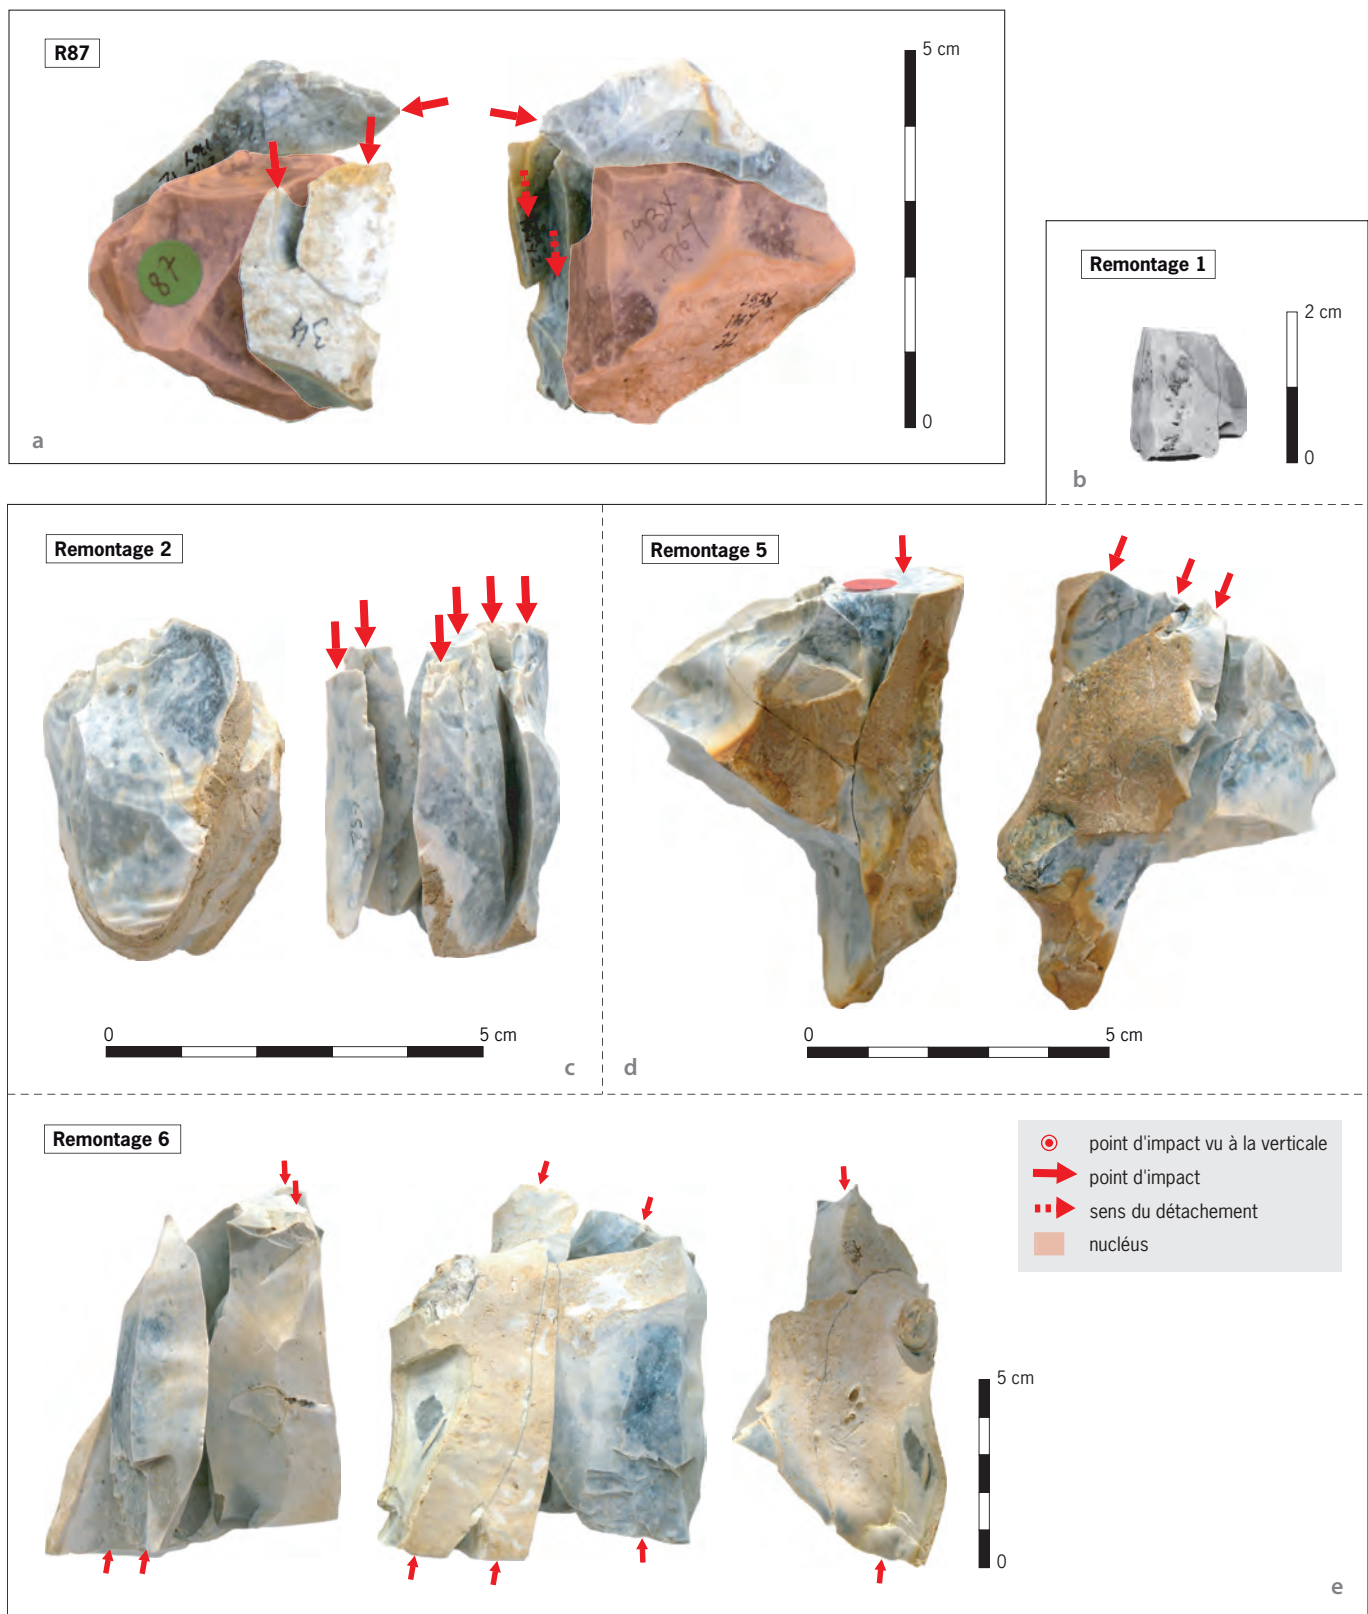 R87
5 cm
87
34
0
a
Remontage 1
2 cm
0
b
Remontage 2
0
5 cm
c
Remontage 5
0
5 cm
d
Remontage 6
point d'impact vu à la verticale
point d'impact
sens du détachement
nucléus
5 cm
0
e